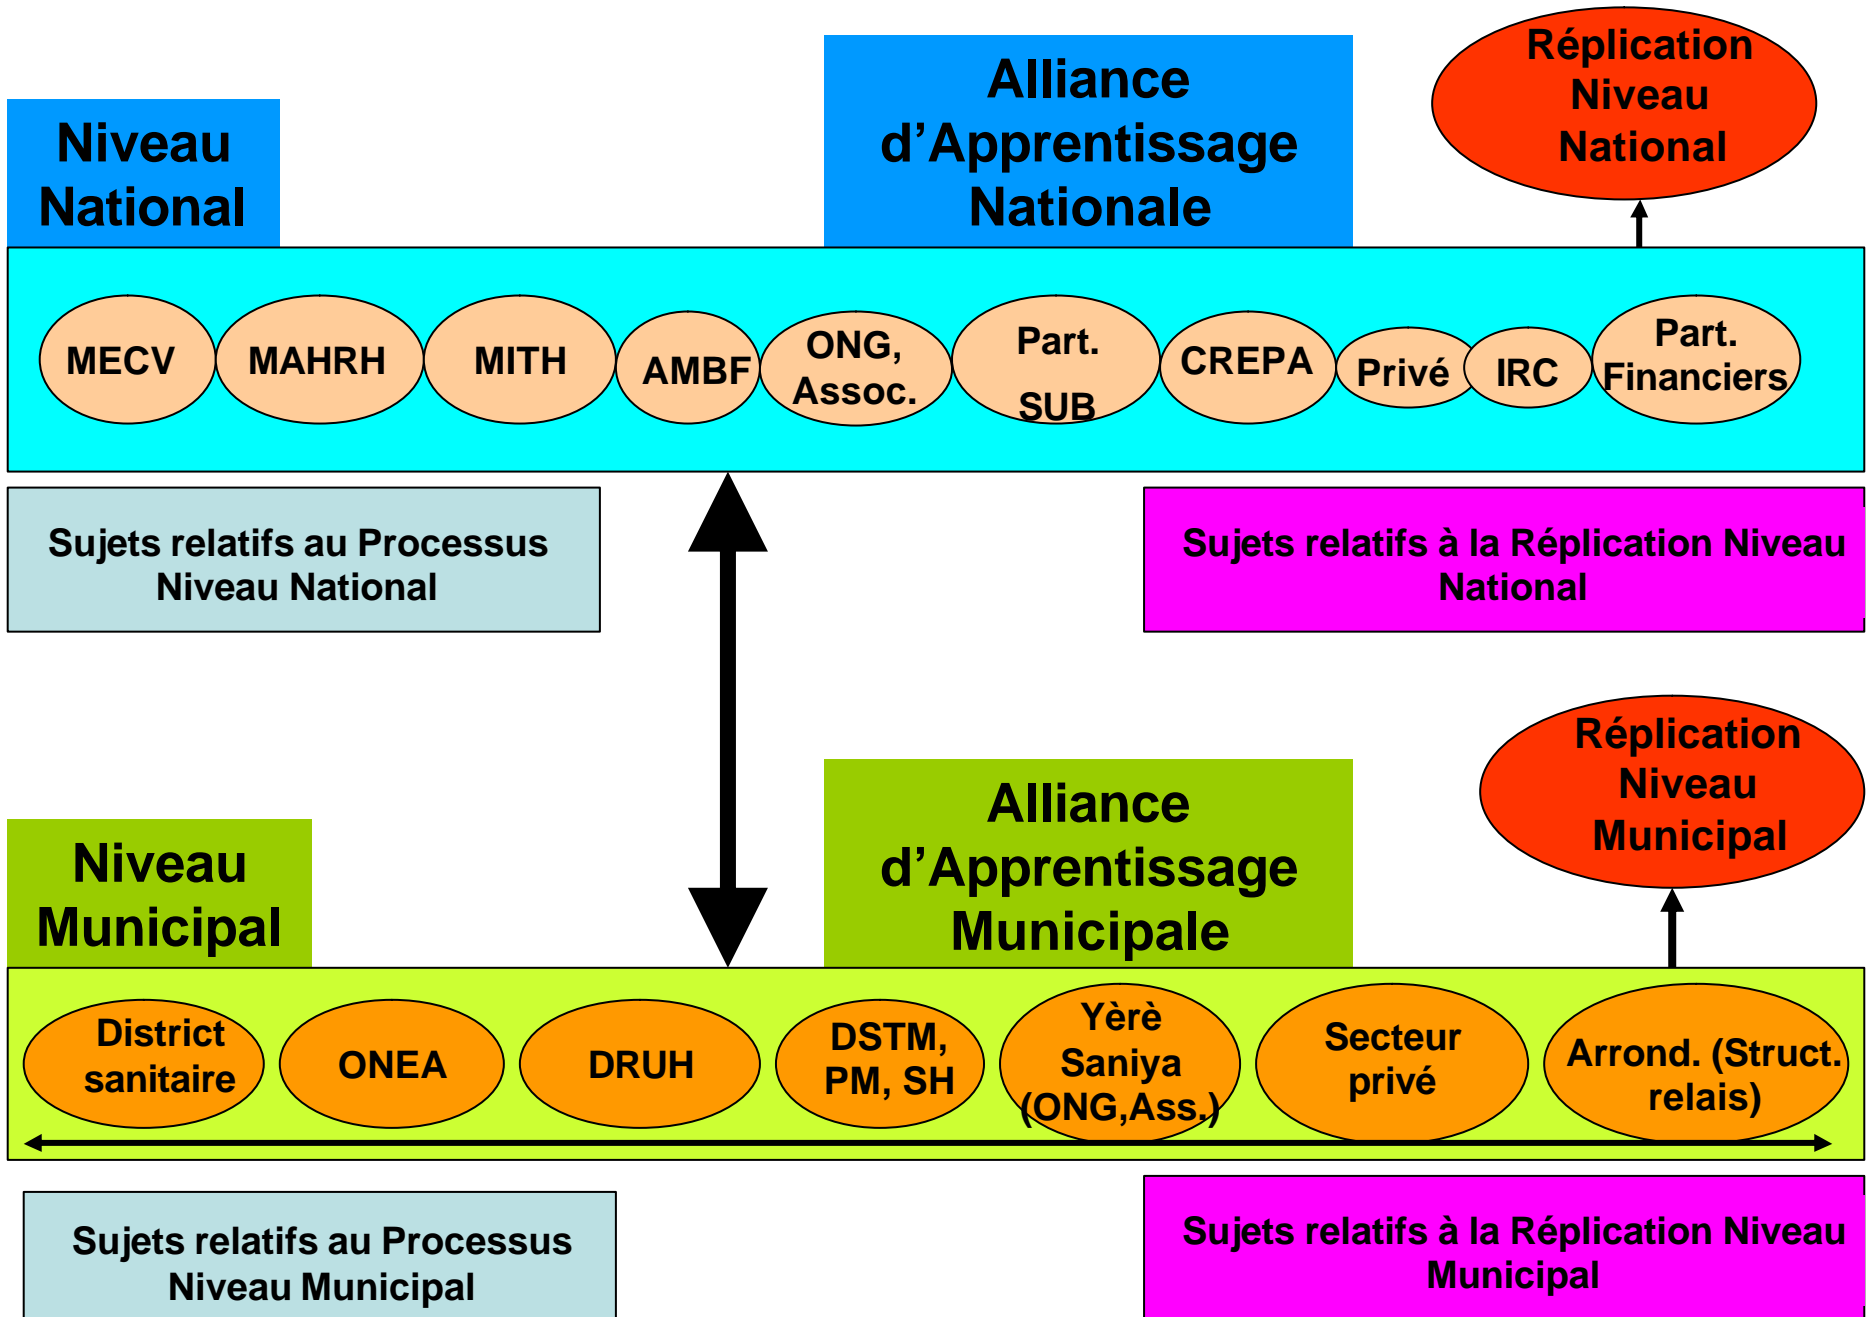 Niveau
National
Alliance
d’Apprentissage
Nationale
Réplication
Niveau
National
MECV
MAHRH
MITH
AMBF
ONG,
Assoc.
Part.
SUB
CREPA
Privé
IRC
Part.
Financiers
Sujets relatifs au Processus
Niveau National
Sujets relatifs à la Réplication Niveau
National
Niveau
Municipal
Alliance
d’Apprentissage
Municipale
Réplication
Niveau
Municipal
District
sanitaire
ONEA
DRUH
DSTM,
PM, SH
Yèrè
Saniya
(ONG,Ass.)
Secteur
privé
Arrond. (Struct.
relais)
Sujets relatifs au Processus
Niveau Municipal
Sujets relatifs à la Réplication Niveau
Municipal